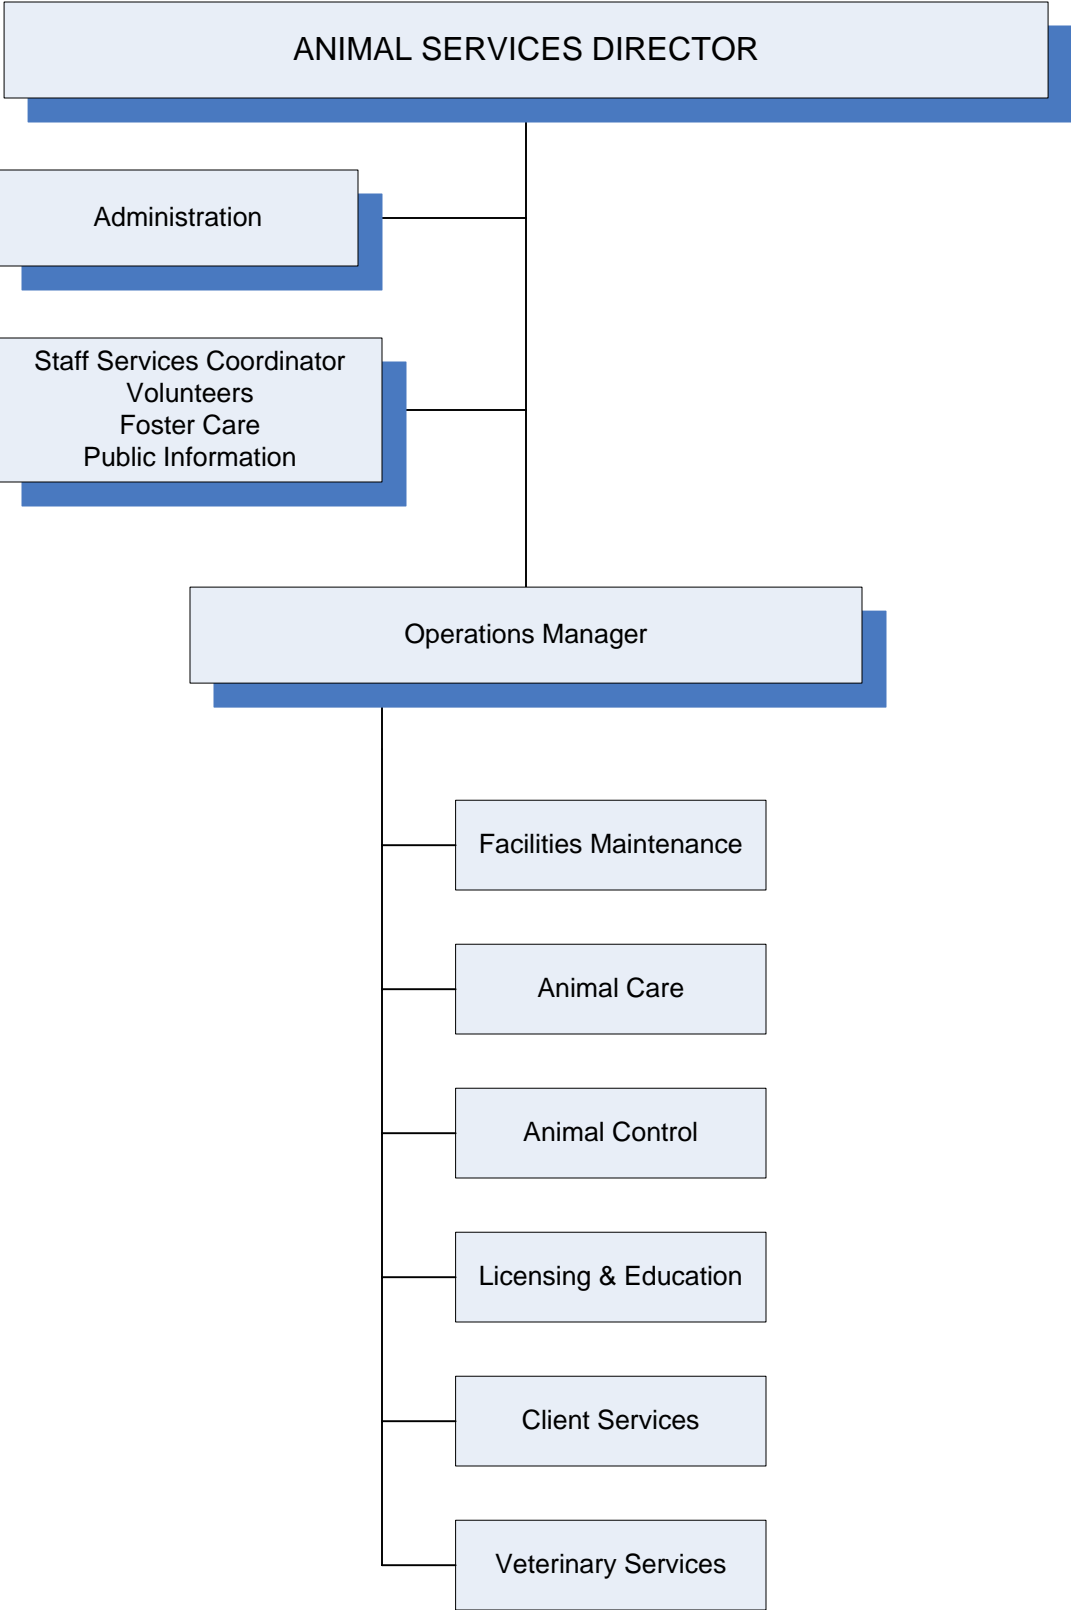 ANIMAL SERVICES DIRECTOR
Administration
Staff Services Coordinator
Volunteers
Foster Care
Public Information
Operations Manager
Facilities Maintenance
Animal Care
Animal Control
Licensing & Education
Client Services
Veterinary Services